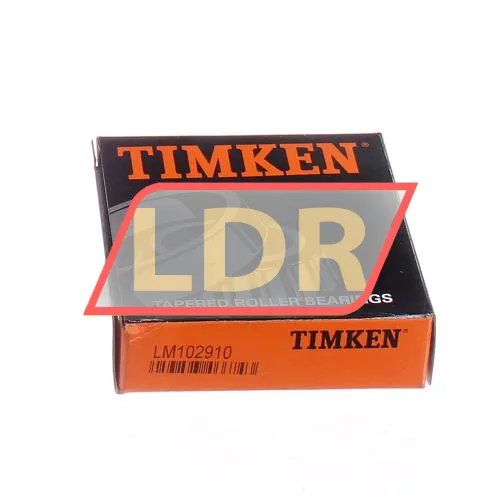 TIMKEN®
LDR
TAPERED ROLLER BEARINGS
LM102910
TIMKEN®